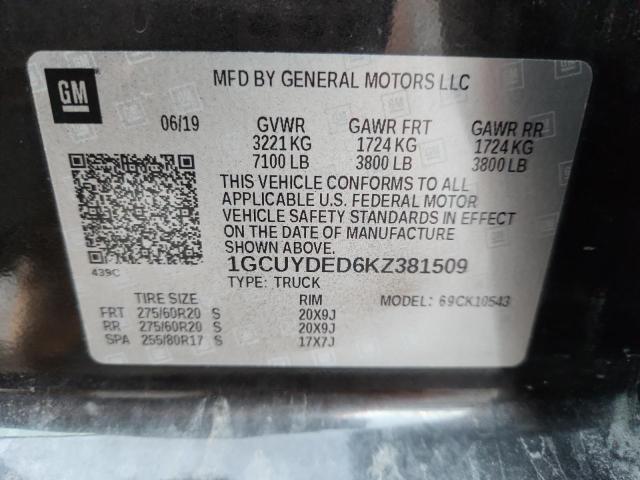 GM
MFD BY GENERAL MOTORS LLC
06/19 GVWR GAWR FRT GAWR RR
3221 KG 1724 KG 1724 KG
7100 LB 3800 LB 3800 LB
THIS VEHICLE CONFORMS TO ALL
APPLICABLE U.S. FEDERAL MOTOR
VEHICLE SAFETY STANDARDS IN EFFECT
ON THE DATE OF MANUFACTURE
SHOWN ABOVE.
439C
1GCUYDED6KZ381509
TYPE: TRUCK
TIRE SIZE RIM MODEL: 69CK10543
FRT 275/60R20 S 20X9J
RR 275/60R20 S 20X9J
SPA 255/80R17 S 17X7J